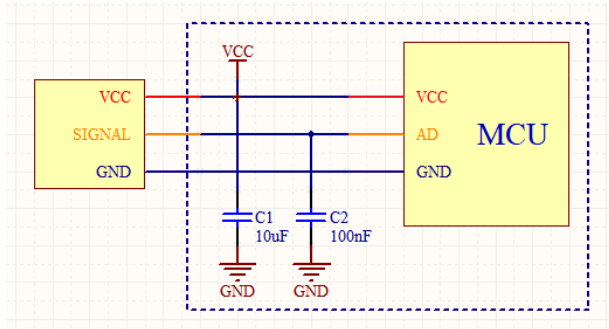 VCC
VCC
VCC
SIGNAL
AD
MCU
GND
GND
C1
10uF
C2
100nF
GND
GND